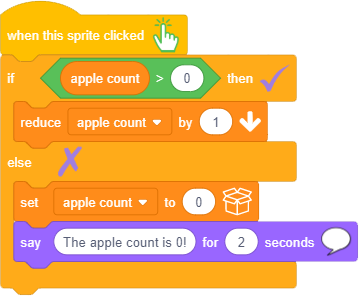 when this sprite clicked
if apple count > 0 then
reduce apple count by 1
else
set apple count to 0
say The apple count is 0! for 2 seconds